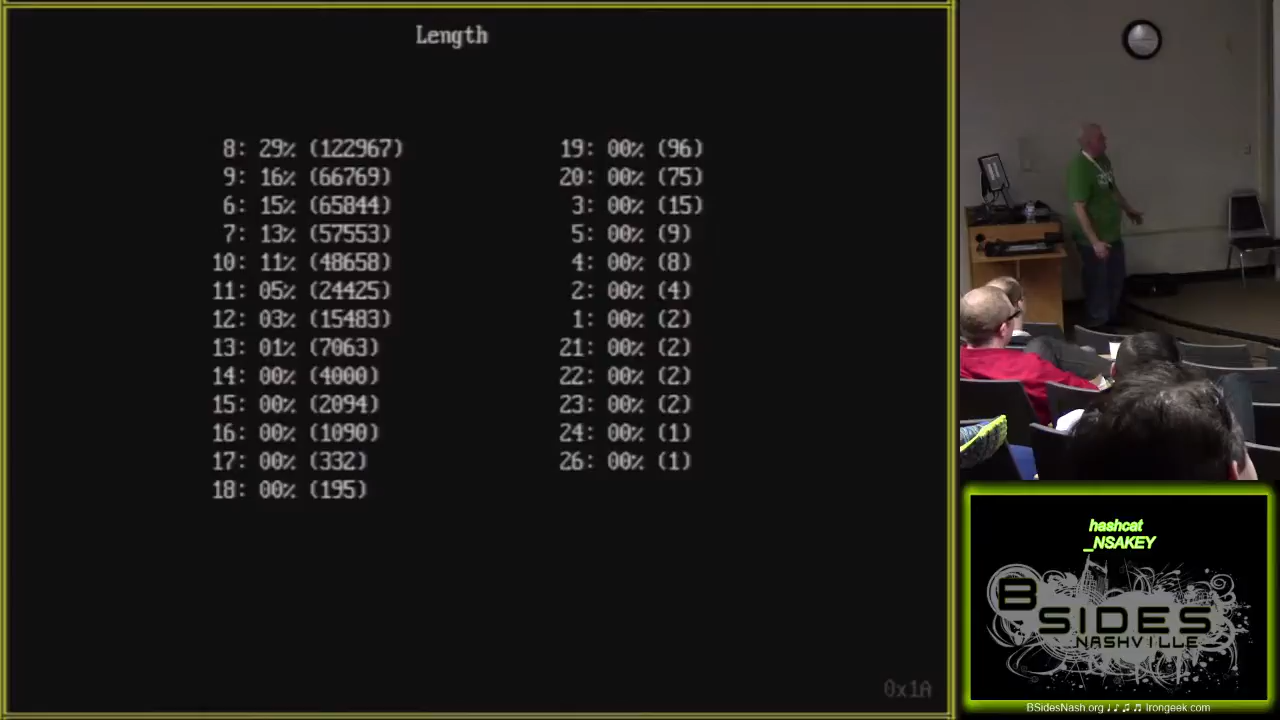 Length
8: 29% (122967)
9: 16% (66769)
6: 15% (65844)
7: 13% (57553)
10: 11% (48658)
11: 05% (24425)
12: 03% (15483)
13: 01% (7063)
14: 00% (4000)
15: 00% (2094)
16: 00% (1090)
17: 00% (332)
18: 00% (195)
19: 00% (96)
20: 00% (75)
3: 00% (15)
5: 00% (9)
4: 00% (8)
2: 00% (4)
1: 00% (2)
21: 00% (2)
22: 00% (2)
23: 00% (2)
24: 00% (1)
26: 00% (1)
0x1A
hashcat
_NSAKEY
BSIDES
NASHVILLE
BSidesNash.org ♩♪♫♬ Irongeek.com